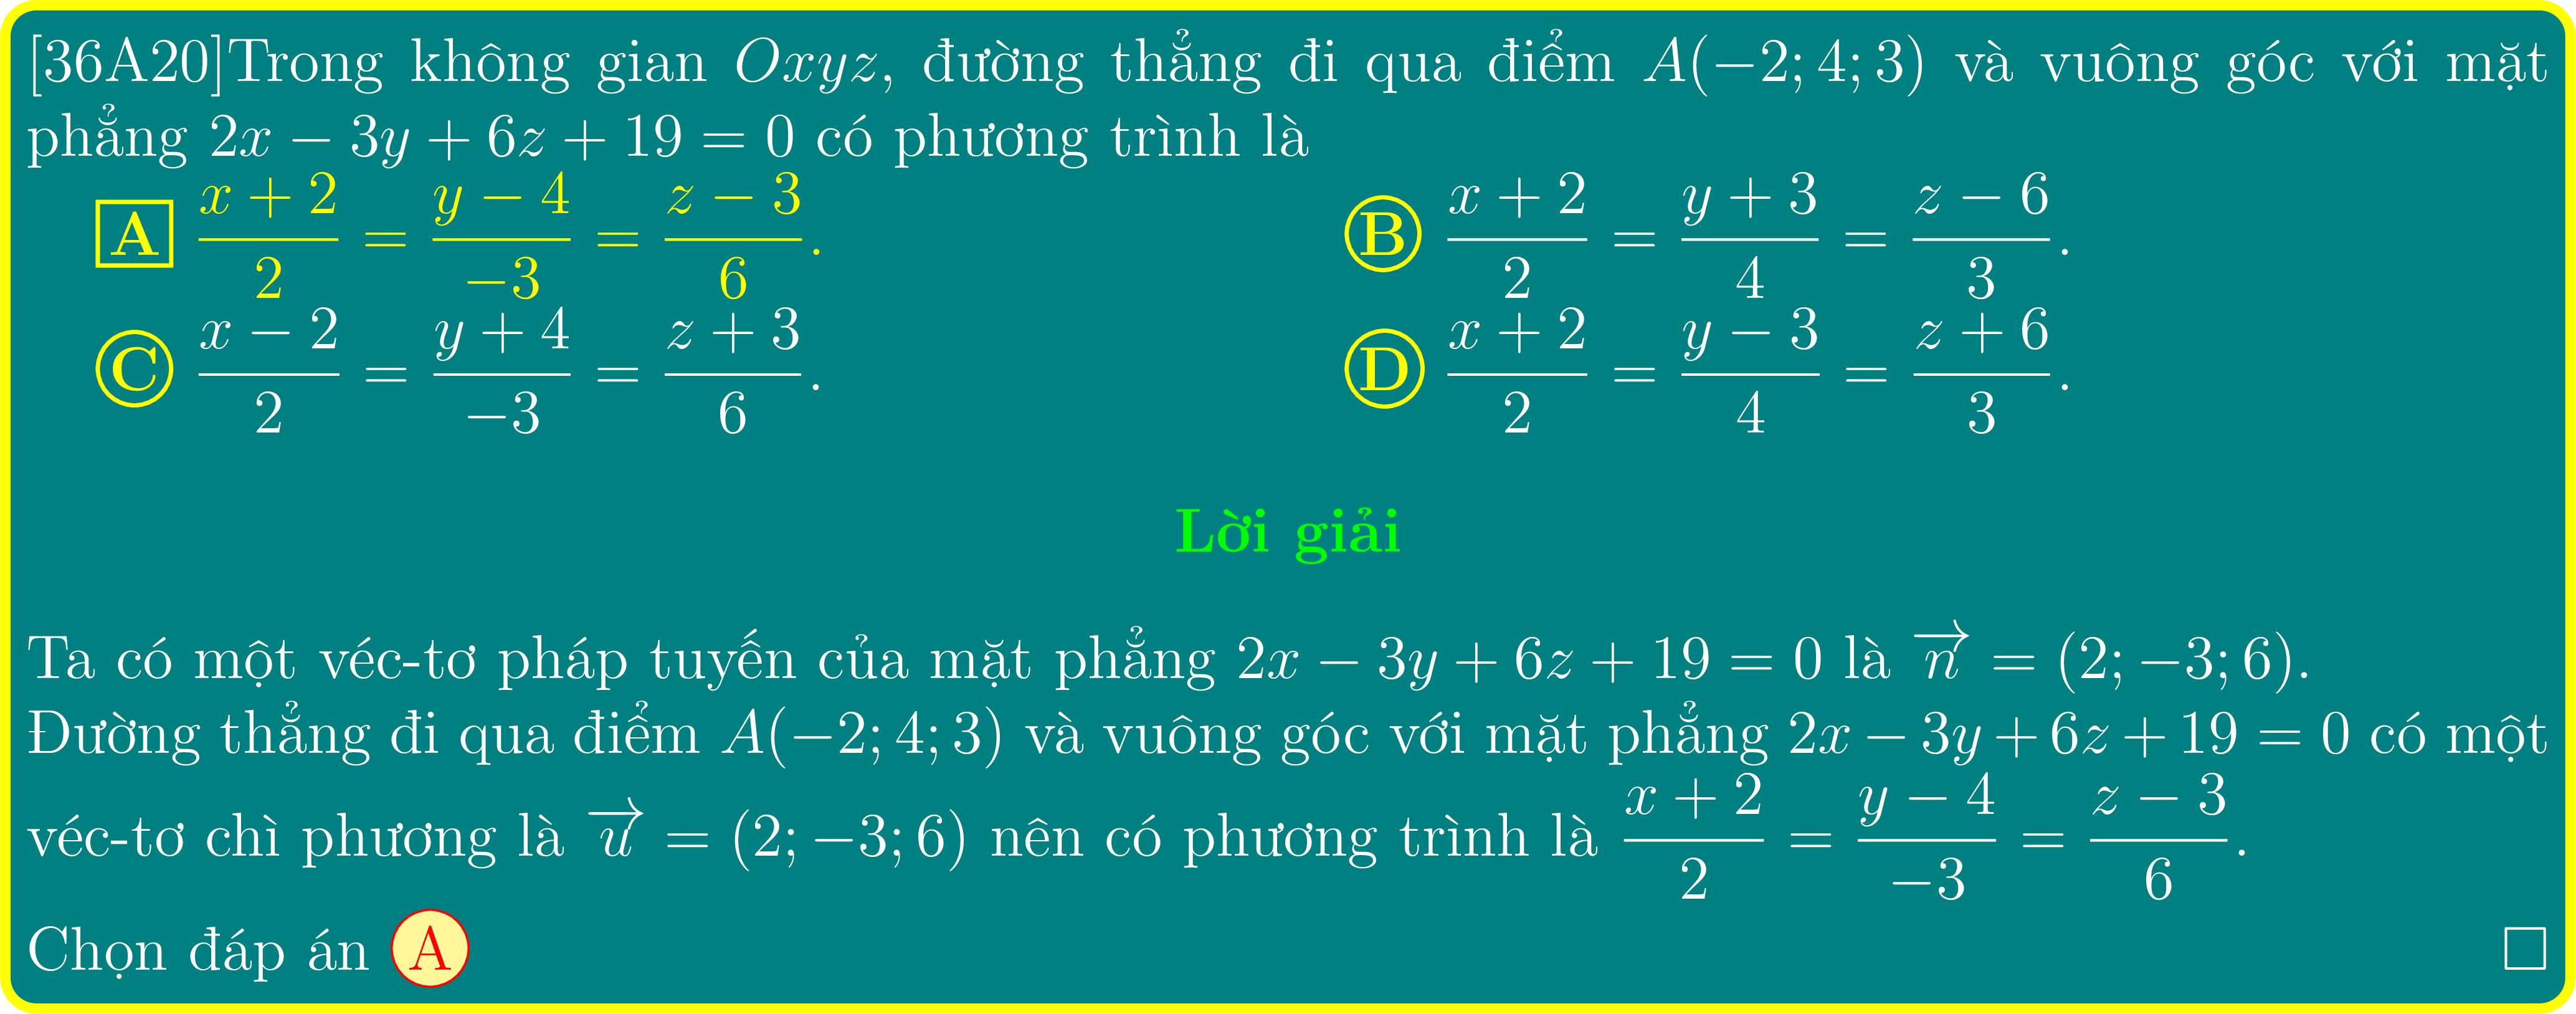 [36A20]Trong không gian Oxyz, đường thẳng đi qua điểm A(−2; 4; 3) và vuông góc với mặt
phẳng 2x − 3y + 6z + 19 = 0 có phương trình là
A \frac{x + 2}{2} = \frac{y − 4}{−3} = \frac{z − 3}{6}. B \frac{x + 2}{2} = \frac{y + 3}{4} = \frac{z − 6}{3}.
C \frac{x − 2}{2} = \frac{y + 4}{−3} = \frac{z + 3}{6}. D \frac{x + 2}{2} = \frac{y − 3}{4} = \frac{z + 6}{3}.
Lời giải
Ta có một véc-tơ pháp tuyến của mặt phẳng 2x − 3y + 6z + 19 = 0 là \overrightarrow{n} = (2; −3; 6).
Đường thẳng đi qua điểm A(−2; 4; 3) và vuông góc với mặt phẳng 2x − 3y + 6z + 19 = 0 có một
véc-tơ chì phương là \overrightarrow{u} = (2; −3; 6) nên có phương trình là \frac{x + 2}{2} = \frac{y − 4}{−3} = \frac{z − 3}{6}.
Chọn đáp án A □